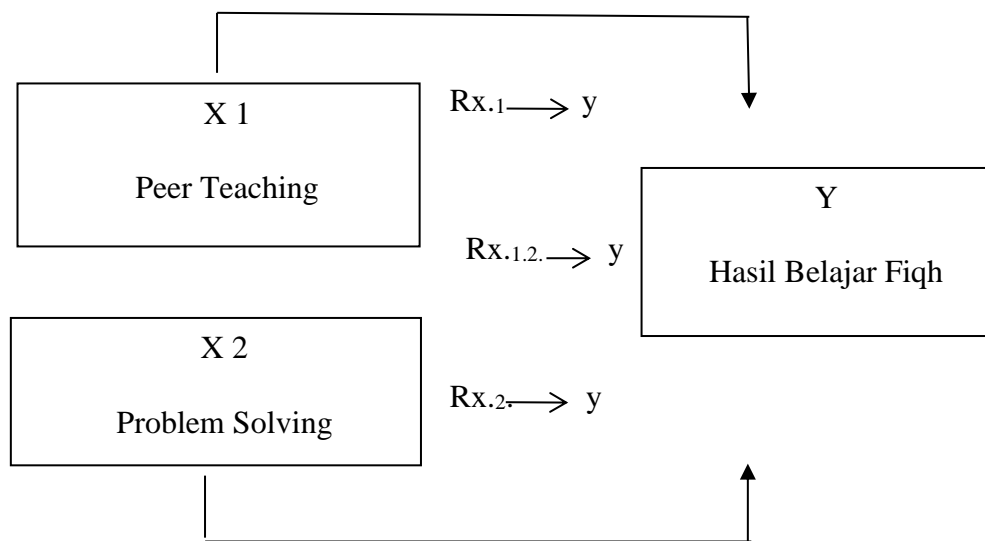 X 1
Peer Teaching
Rx.1 → y
Y
Hasil Belajar Fiqh
Rx.1.2. → y
X 2
Problem Solving
Rx.2. → y